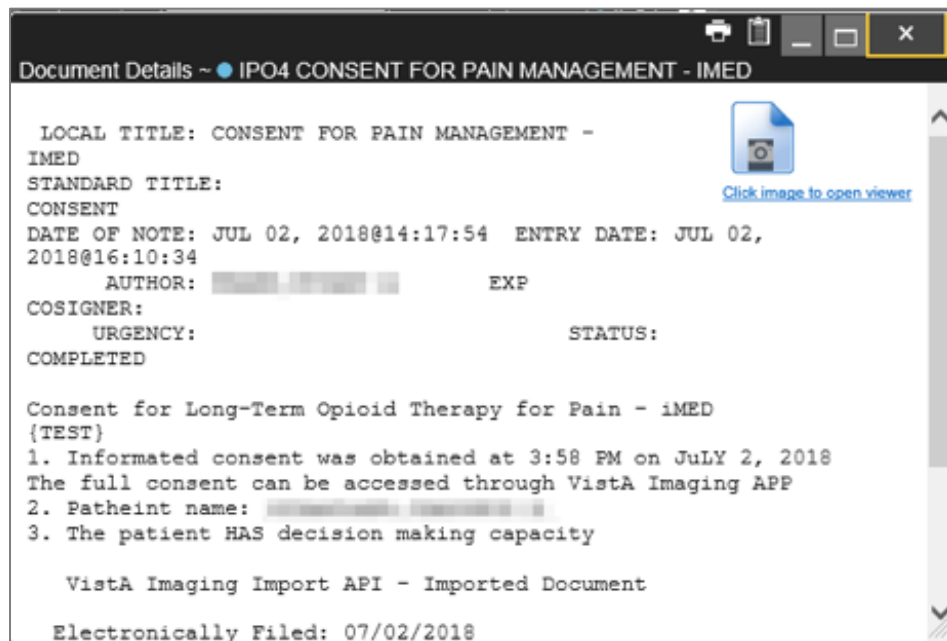 Document Details ~ IPO4 CONSENT FOR PAIN MANAGEMENT - IMED
LOCAL TITLE: CONSENT FOR PAIN MANAGEMENT -
IMED
STANDARD TITLE:
CONSENT
Click image to open viewer
DATE OF NOTE: JUL 02, 2018@14:17:54 ENTRY DATE: JUL 02,
2018@16:10:34
AUTHOR: EXP
COSIGNER:
URGENCY: STATUS:
COMPLETED
Consent for Long-Term Opioid Therapy for Pain - iMED
{TEST}
1. Informated consent was obtained at 3:58 PM on JuLY 2, 2018
The full consent can be accessed through VistA Imaging APP
2. Patheint name:
3. The patient HAS decision making capacity
VistA Imaging Import API - Imported Document
Electronically Filed: 07/02/2018